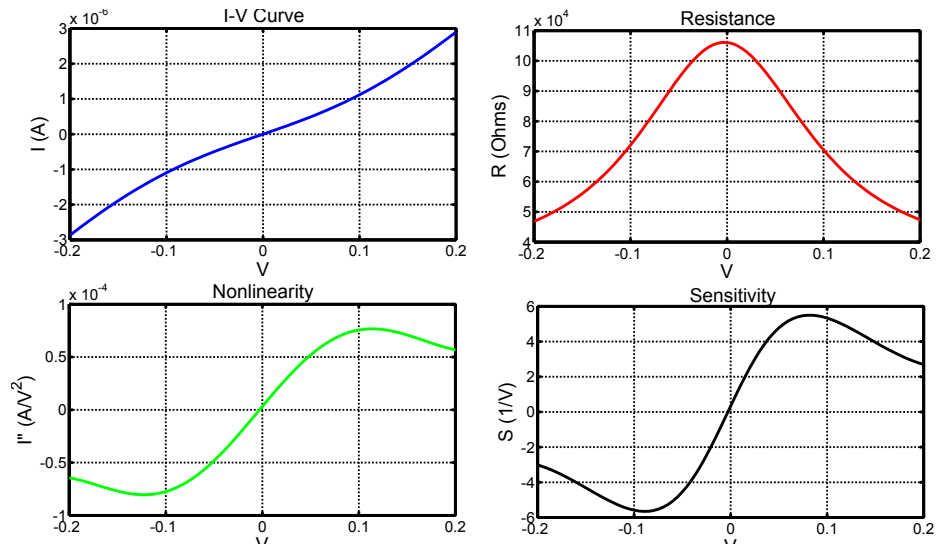 I-V Curve
x 10⁻⁶
3
2
1
0
-1
-2
-3
-0.2 -0.1 0 0.1 0.2
I (A)
V
Resistance
x 10⁴
11
10
9
8
7
6
5
4
-0.2 -0.1 0 0.1 0.2
R (Ohms)
V
Nonlinearity
x 10⁻⁴
1
0.5
0
-0.5
-1
-0.2 -0.1 0 0.1 0.2
I" (A/V²)
V
Sensitivity
6
4
2
0
-2
-4
-6
-0.2 -0.1 0 0.1 0.2
S (1/V)
V